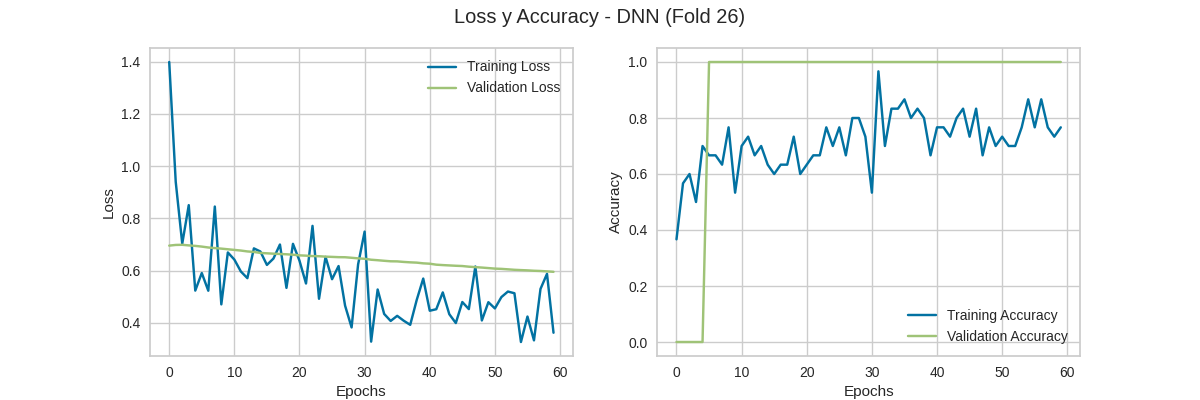 Loss y Accuracy - DNN (Fold 26)
Loss
1.4
1.2
1.0
0.8
0.6
0.4
Training Loss
Validation Loss
0 10 20 30 40 50 60
Epochs
Accuracy
1.0
0.8
0.6
0.4
0.2
0.0
Training Accuracy
Validation Accuracy
0 10 20 30 40 50 60
Epochs